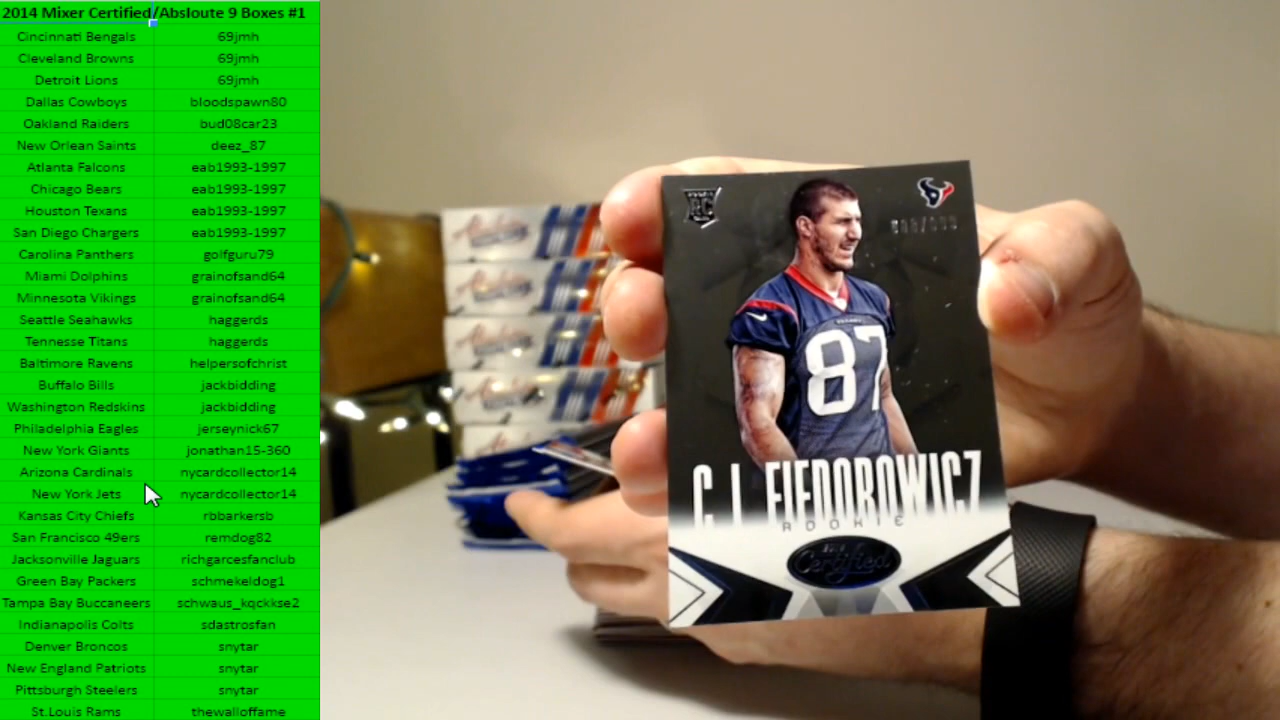 2014 Mixer Certified/Absloute 9 Boxes #1
Cincinnati Bengals 69jmh
Cleveland Browns 69jmh
Detroit Lions 69jmh
Dallas Cowboys bloodspawn80
Oakland Raiders bud08car23
New Orlean Saints deez_87
Atlanta Falcons eab1993-1997
Chicago Bears eab1993-1997
Houston Texans eab1993-1997
San Diego Chargers eab1993-1997
Carolina Panthers golfguru79
Miami Dolphins grainofsand64
Minnesota Vikings grainofsand64
Seattle Seahawks haggerds
Tennesse Titans haggerds
Baltimore Ravens helpersofchrist
Buffalo Bills jackbidding
Washington Redskins jackbidding
Philadelphia Eagles jerseynick67
New York Giants jonathan15-360
Arizona Cardinals nycardcollector14
New York Jets nycardcollector14
Kansas City Chiefs rbbarkersb
San Francisco 49ers remdog82
Jacksonville Jaguars richgarcesfanclub
Green Bay Packers schmekeldog1
Tampa Bay Buccaneers schwaus_kqckkse2
Indianapolis Colts sdastrosfan
Denver Broncos snytar
New England Patriots snytar
Pittsburgh Steelers snytar
St.Louis Rams thewalloffame
RC
87
C.J. FIEDOROWICZ
ROOKIE
Certified